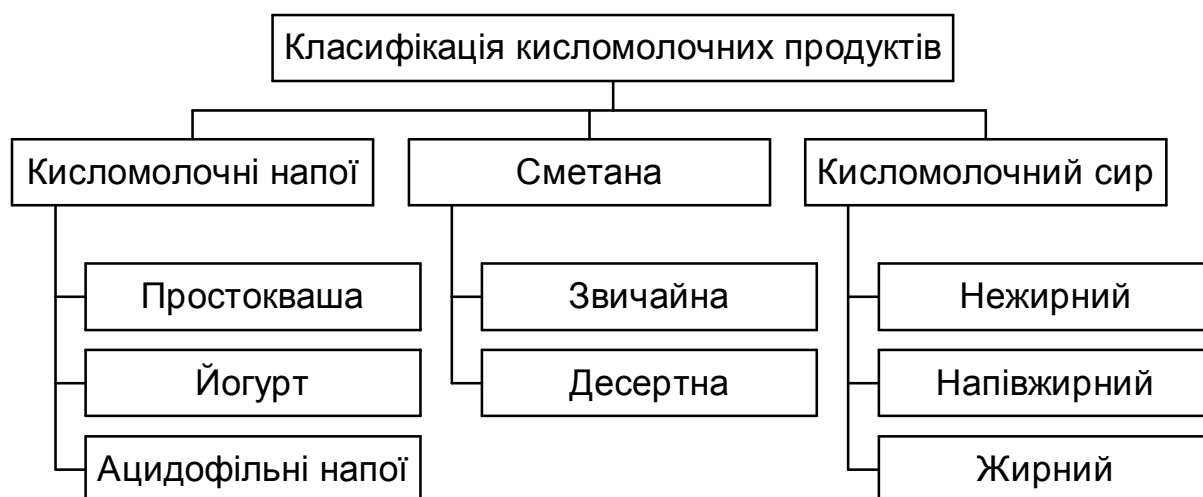 Класифікація кисломолочних продуктів
Кисломолочні напої
Сметана
Кисломолочний сир
Простокваша
Звичайна
Нежирний
Йогурт
Десертна
Напівжирний
Ацидофільні напої
Жирний